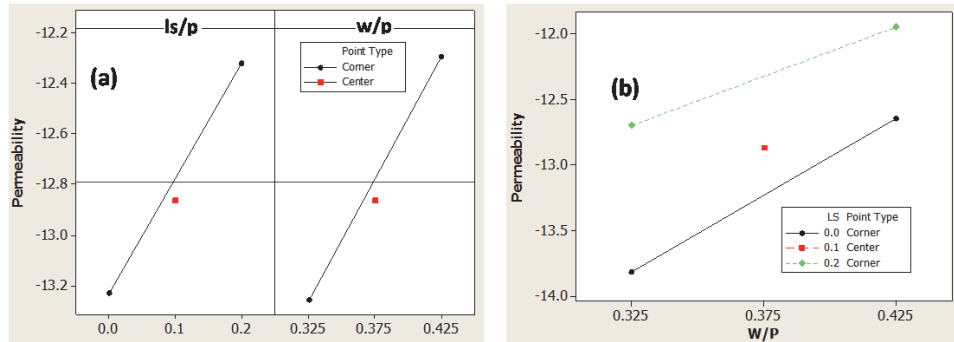 ls/p
w/p
(a)
Point Type
Corner
Center
Permeability
-12.2
-12.4
-12.6
-12.8
-13.0
-13.2
0.0
0.1
0.2
0.325
0.375
0.425
(b)
Permeability
-12.0
-12.5
-13.0
-13.5
-14.0
LS Point Type
0.0 Corner
0.1 Center
0.2 Corner
0.325
0.375
0.425
W/P